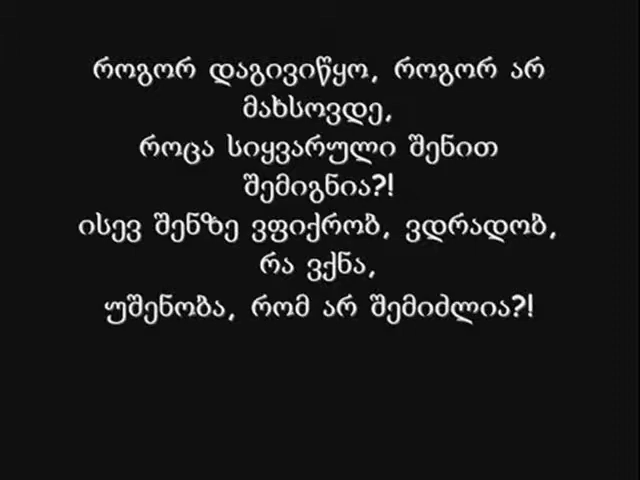 როგორ დაგივიწყო, როგორ არ
მახსოვდე,
როცა სიყვარული შენით
შემიგნია?!
ისევ შენზე ვფიქრობ, ვდრადობ,
რა ვქნა,
უშენობა, რომ არ შემიძლია?!